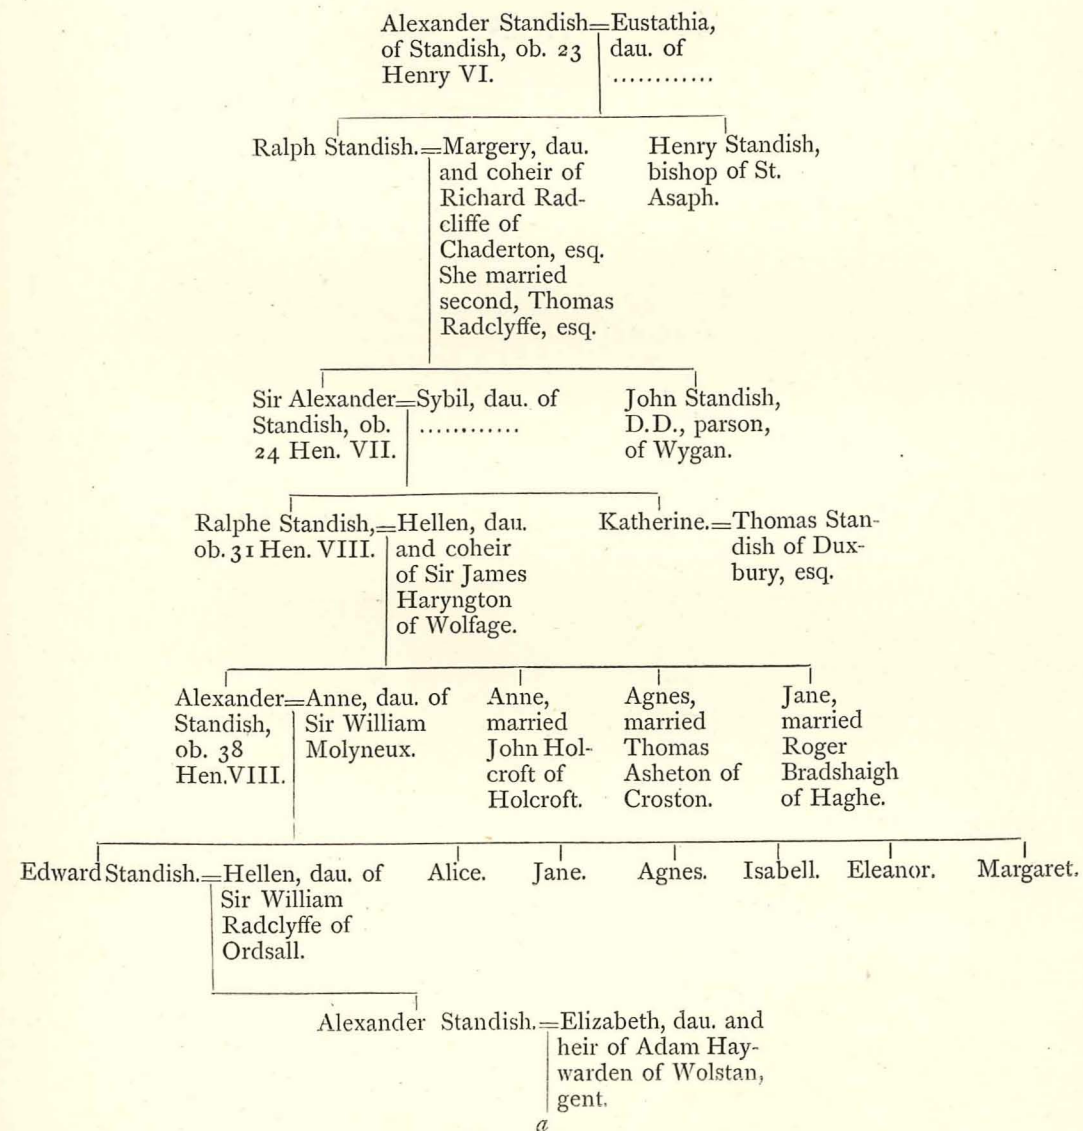 Alexander Standish=Eustathia,
of Standish, ob. 23 dau. of
Henry VI. ............
Ralph Standish.=Margery, dau.
and coheir of
Richard Rad-
cliffe of
Chaderton, esq.
She married
second, Thomas
Radclyffe, esq.
Henry Standish,
bishop of St.
Asaph.
Sir Alexander=Sybil, dau. of
Standish, ob. ............
24 Hen. VII.
John Standish,
D.D., parson,
of Wygan.
Ralphe Standish,=Hellen, dau.
ob. 31 Hen. VIII. and coheir
of Sir James
Haryngton
of Wolfage.
Katherine.=Thomas Stan-
dish of Dux-
bury, esq.
Alexander=Anne, dau. of
Standish, Sir William
ob. 38 Molyneux.
Hen.VIII.
Anne,
married
John Hol-
croft of
Holcroft.
Agnes,
married
Thomas
Asheton of
Croston.
Jane,
married
Roger
Bradshaigh
of Haghe.
Edward Standish.=Hellen, dau. of
Sir William
Radclyffe of
Ordsall.
Alice.
Jane.
Agnes.
Isabell.
Eleanor.
Margaret.
Alexander Standish.=Elizabeth, dau. and
heir of Adam Hay-
warden of Wolstan,
gent.
a